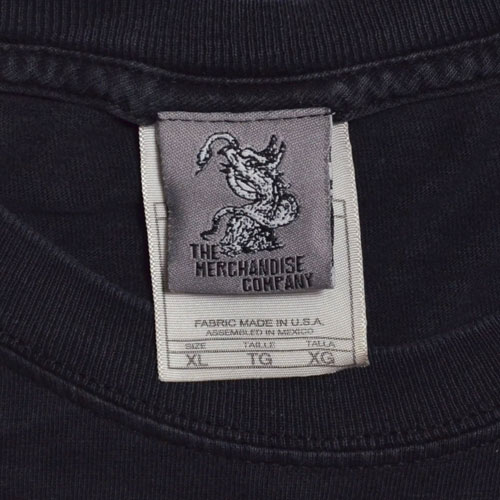 THE
MERCHANDISE
COMPANY
FABRIC MADE IN U.S.A.
ASSEMBLED IN MEXICO
SIZE TAILLE TALLA
XL TG XG